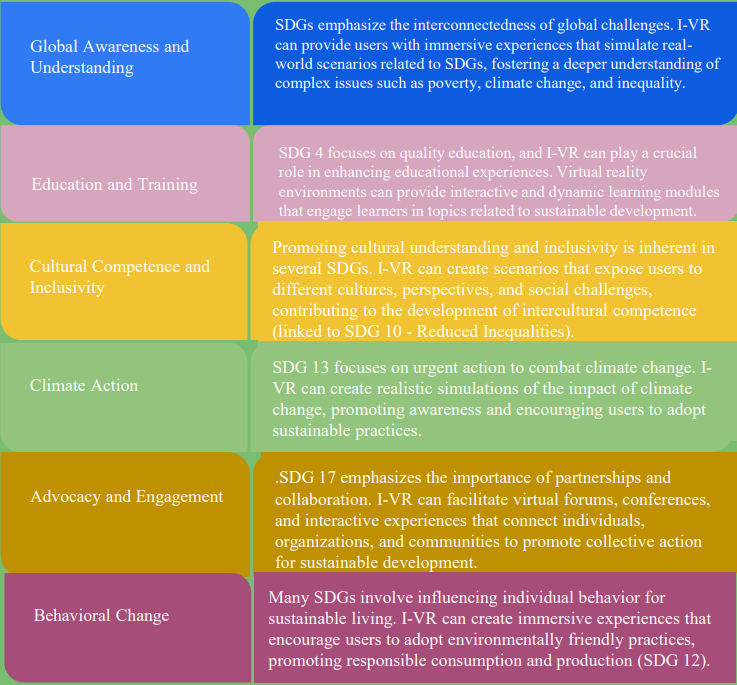 Global Awareness and
Understanding
SDGs emphasize the interconnectedness of global challenges. I-VR
can provide users with immersive experiences that simulate real-
world scenarios related to SDGs, fostering a deeper understanding of
complex issues such as poverty, climate change, and inequality.
Education and Training
SDG 4 focuses on quality education, and I-VR can play a crucial
role in enhancing educational experiences. Virtual reality
environments can provide interactive and dynamic learning modules
that engage learners in topics related to sustainable development.
Cultural Competence and
Inclusivity
Promoting cultural understanding and inclusivity is inherent in
several SDGs. I-VR can create scenarios that expose users to
different cultures, perspectives, and social challenges,
contributing to the development of intercultural competence
(linked to SDG 10 - Reduced Inequalities).
Climate Action
SDG 13 focuses on urgent action to combat climate change. I-
VR can create realistic simulations of the impact of climate
change, promoting awareness and encouraging users to adopt
sustainable practices.
Advocacy and Engagement
.SDG 17 emphasizes the importance of partnerships and
collaboration. I-VR can facilitate virtual forums, conferences,
and interactive experiences that connect individuals,
organizations, and communities to promote collective action
for sustainable development.
Behavioral Change
Many SDGs involve influencing individual behavior for
sustainable living. I-VR can create immersive experiences that
encourage users to adopt environmentally friendly practices,
promoting responsible consumption and production (SDG 12).